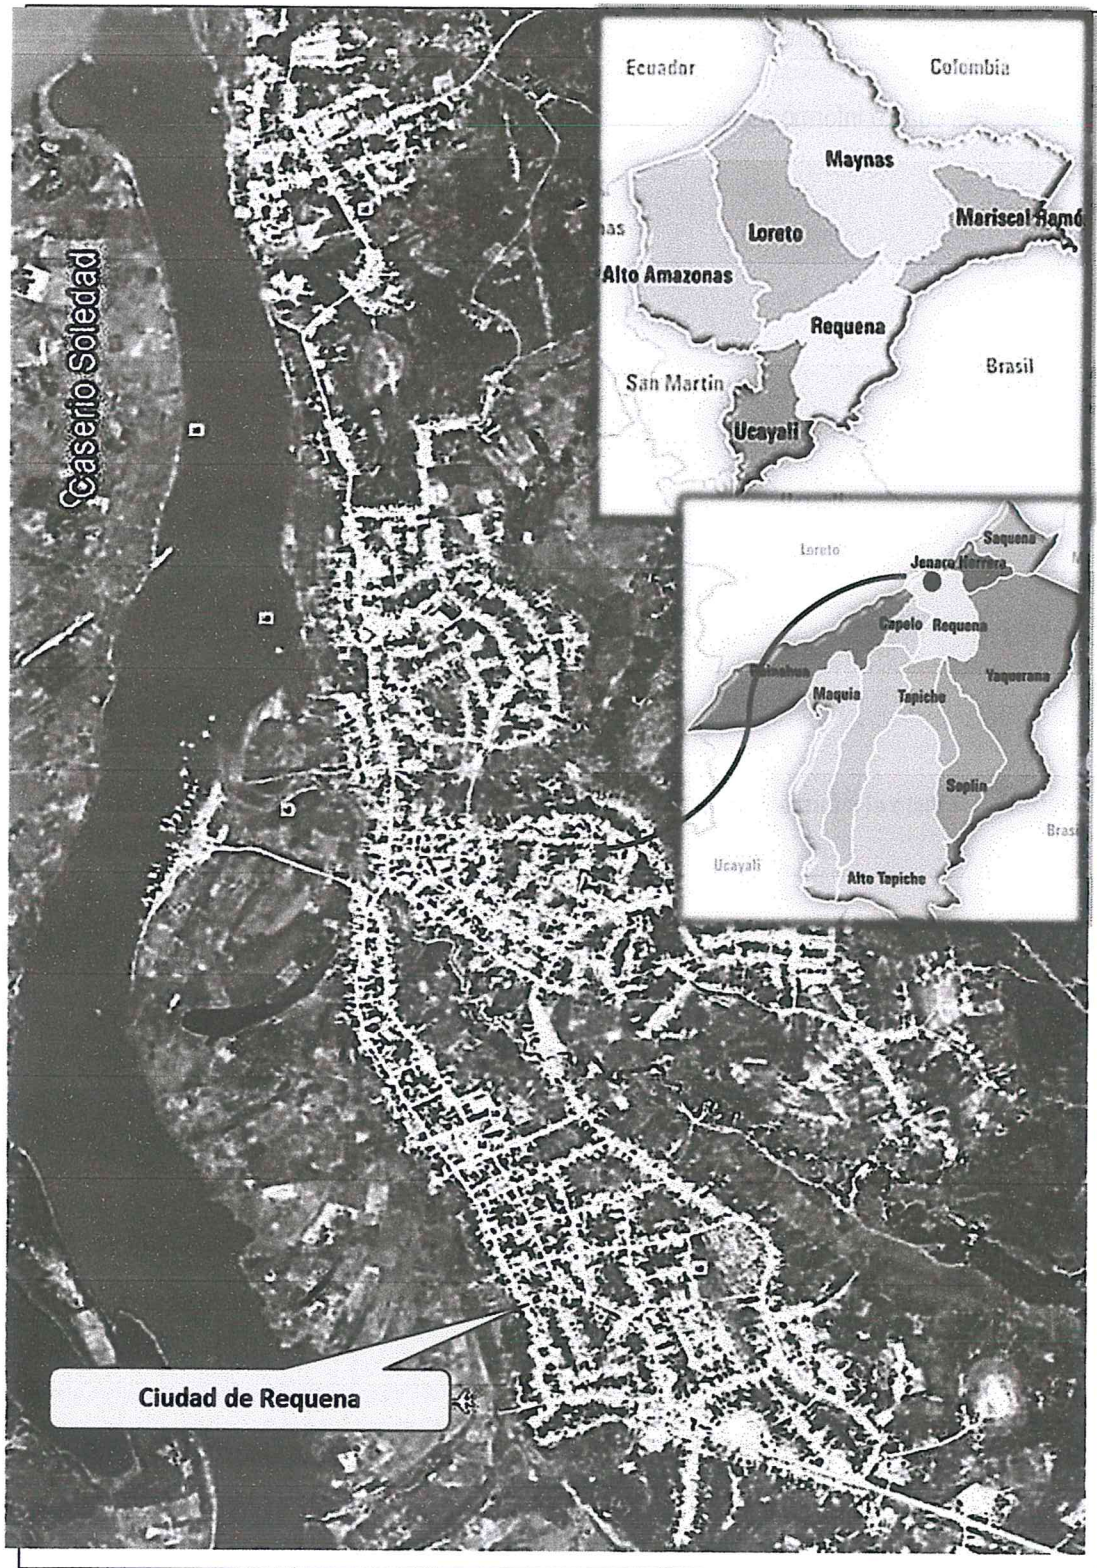 Ecuador
Colombia
Maynas
Mariscal Ramó
Loreto
Alto Amazonas
Requena
San Martin
Brasil
Ucayali
Caserio Soledad
Loreto
Saquena
Jenaro Herrera
Capelo
Requena
Maquia
Tapiche
Yaquerana
Soplin
Ucayali
Alto Tapiche
Brasi
Ciudad de Requena